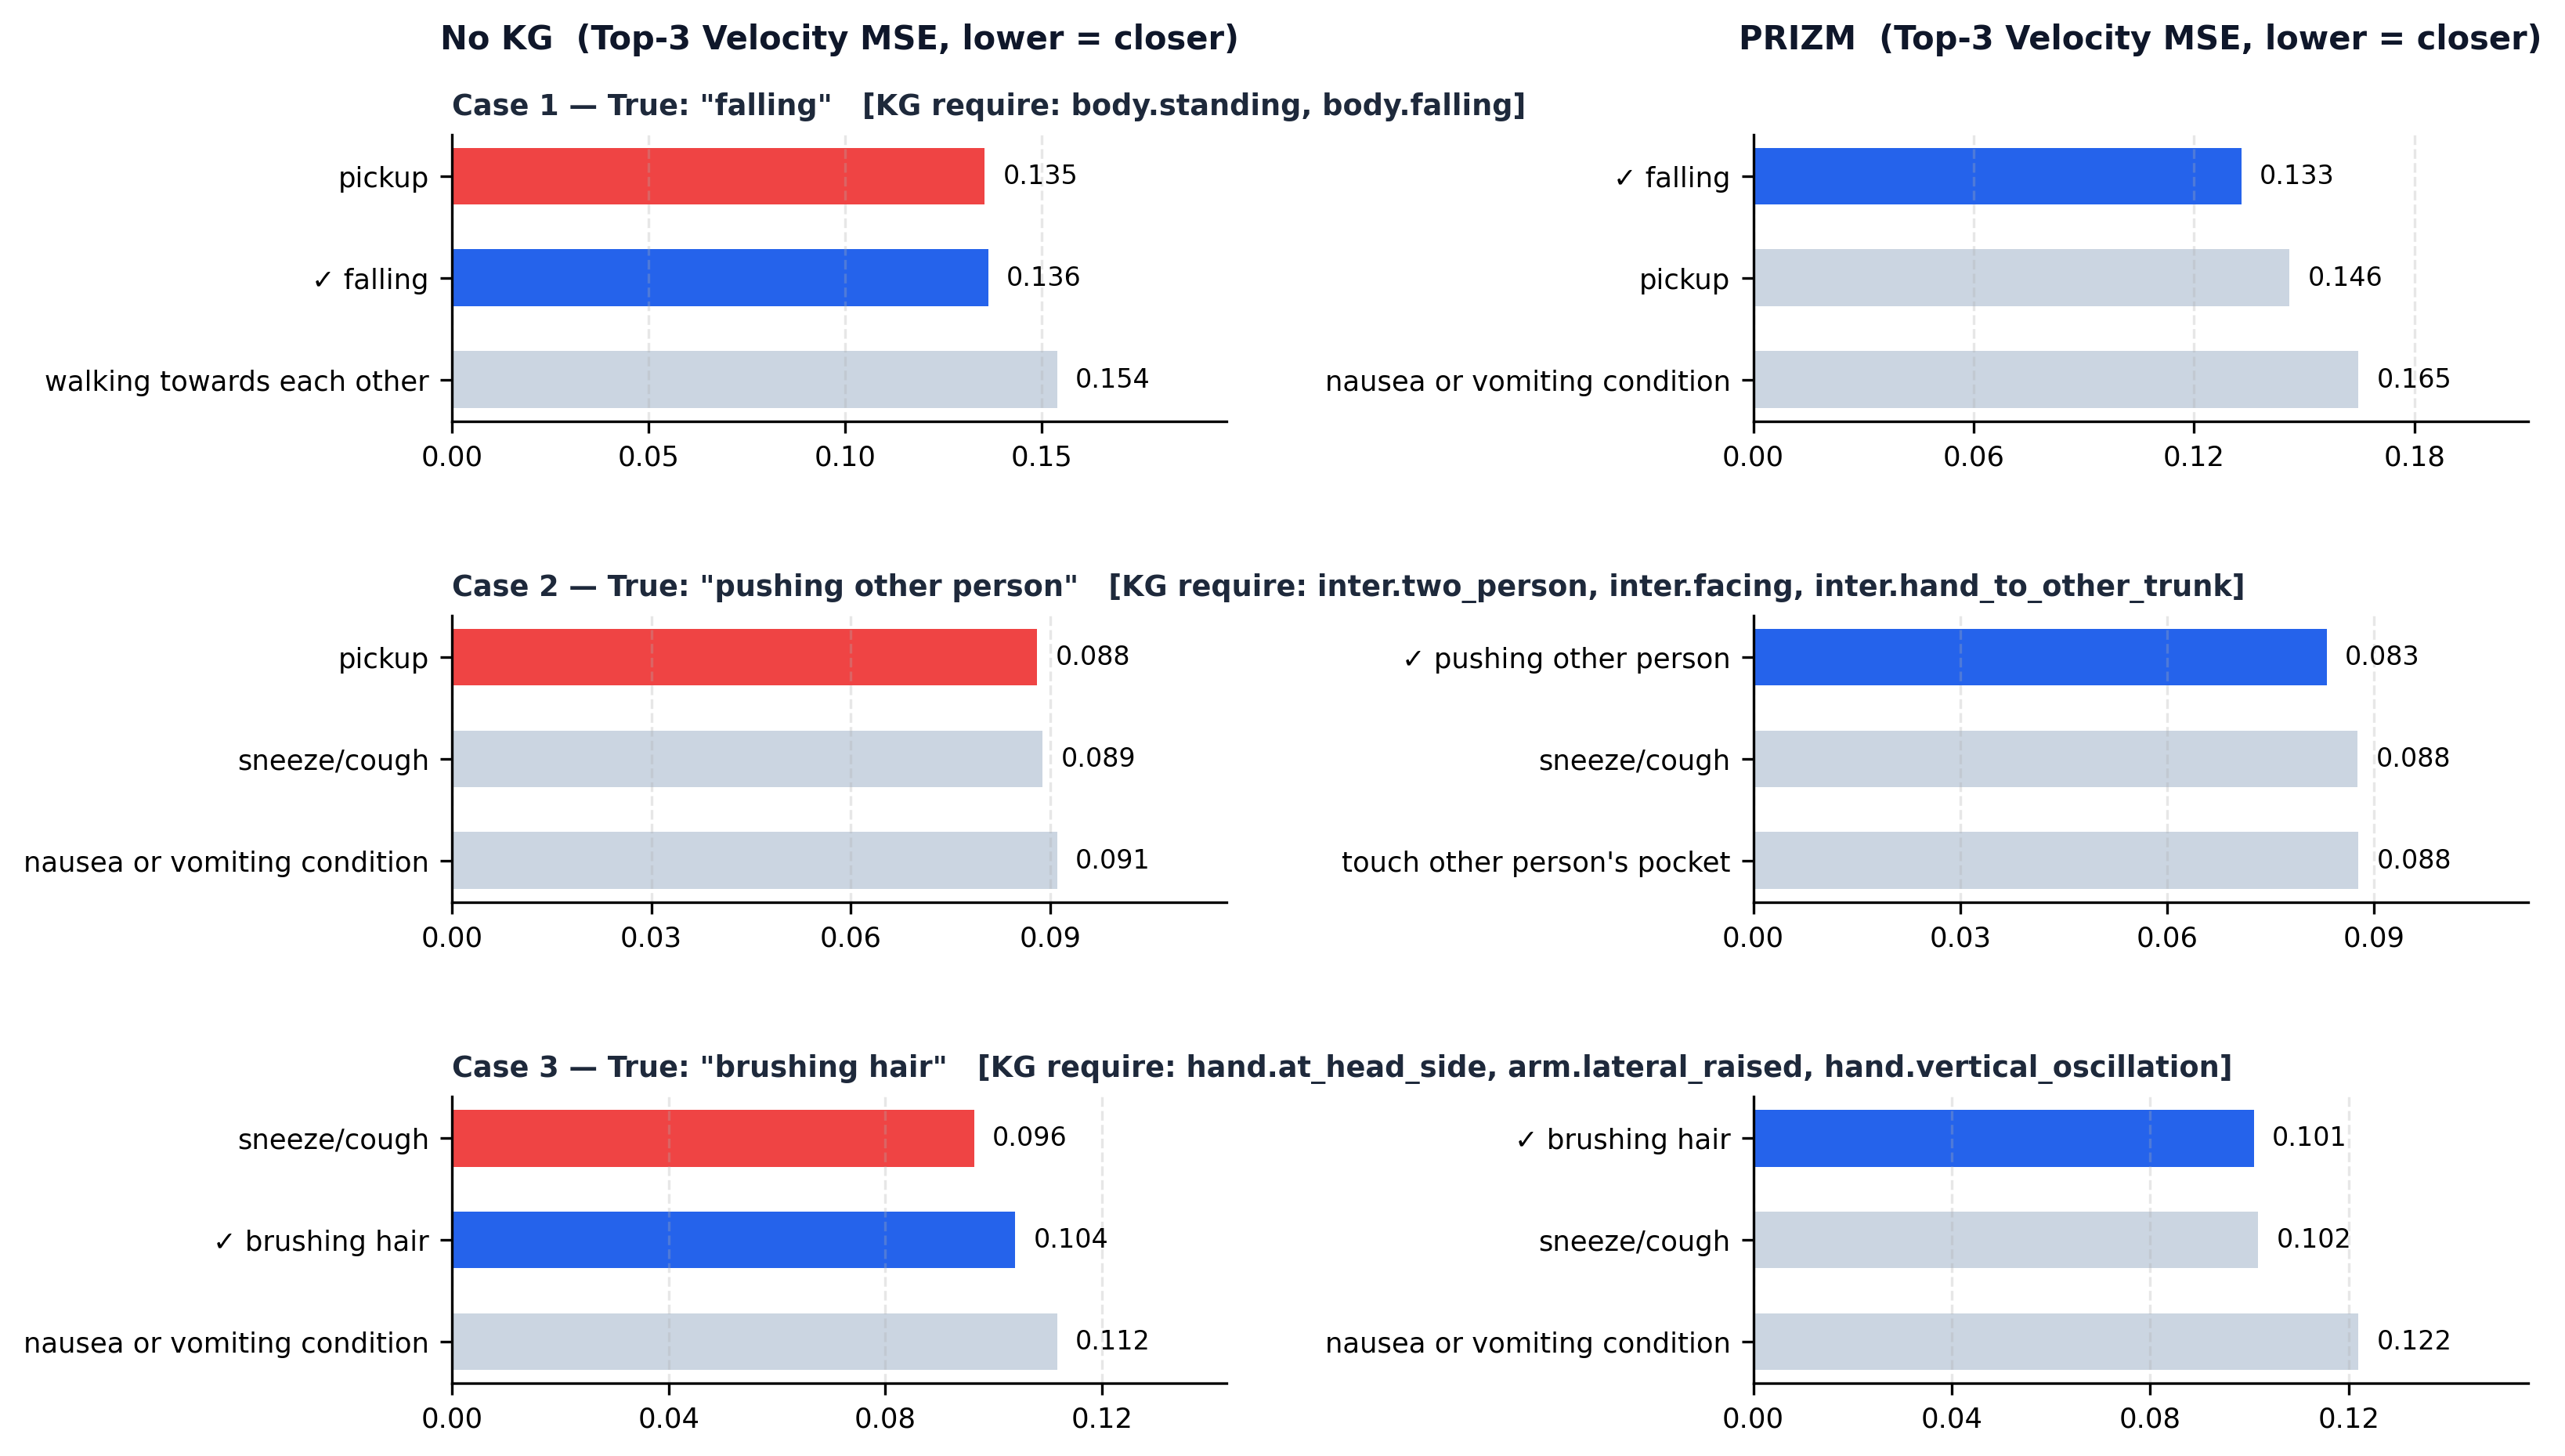 No KG (Top-3 Velocity MSE, lower = closer)
PRIZM (Top-3 Velocity MSE, lower = closer)
Case 1 — True: "falling" [KG require: body.standing, body.falling]
pickup
0.135
✓ falling
0.136
walking towards each other
0.154
0.00 0.05 0.10 0.15
✓ falling
0.133
pickup
0.146
nausea or vomiting condition
0.165
0.00 0.06 0.12 0.18
Case 2 — True: "pushing other person" [KG require: inter.two_person, inter.facing, inter.hand_to_other_trunk]
pickup
0.088
sneeze/cough
0.089
nausea or vomiting condition
0.091
0.00 0.03 0.06 0.09
✓ pushing other person
0.083
sneeze/cough
0.088
touch other person's pocket
0.088
0.00 0.03 0.06 0.09
Case 3 — True: "brushing hair" [KG require: hand.at_head_side, arm.lateral_raised, hand.vertical_oscillation]
sneeze/cough
0.096
✓ brushing hair
0.104
nausea or vomiting condition
0.112
0.00 0.04 0.08 0.12
✓ brushing hair
0.101
sneeze/cough
0.102
nausea or vomiting condition
0.122
0.00 0.04 0.08 0.12